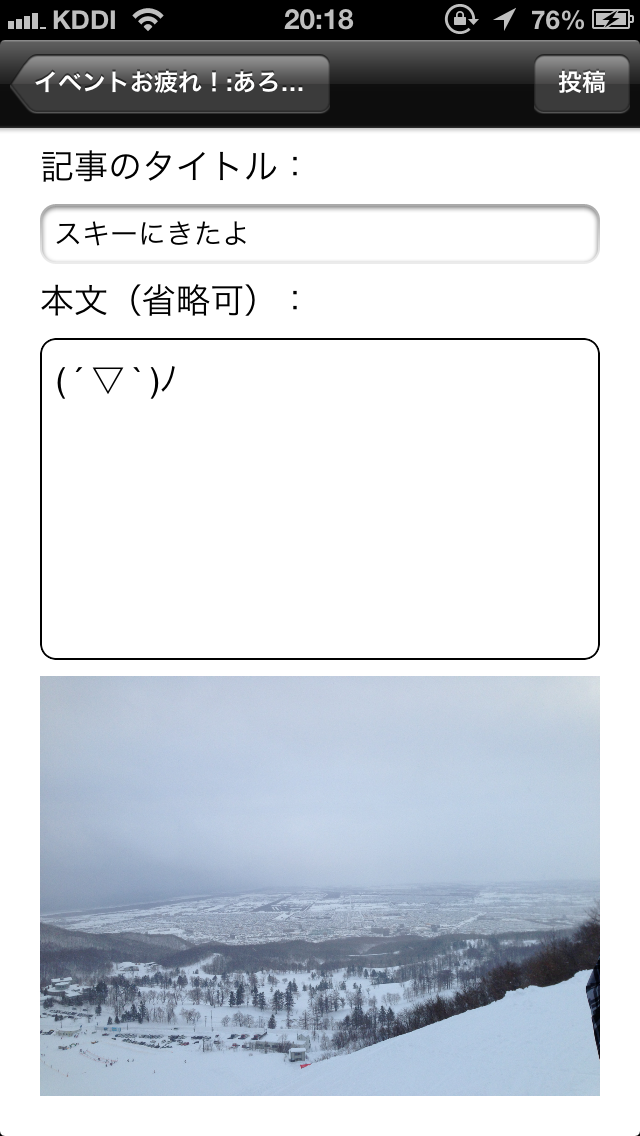 KDDI 20:18 76%
イベントお疲れ！:あろ... 投稿
記事のタイトル：
スキーにきたよ
本文（省略可）：
(´▽`)ﾉ